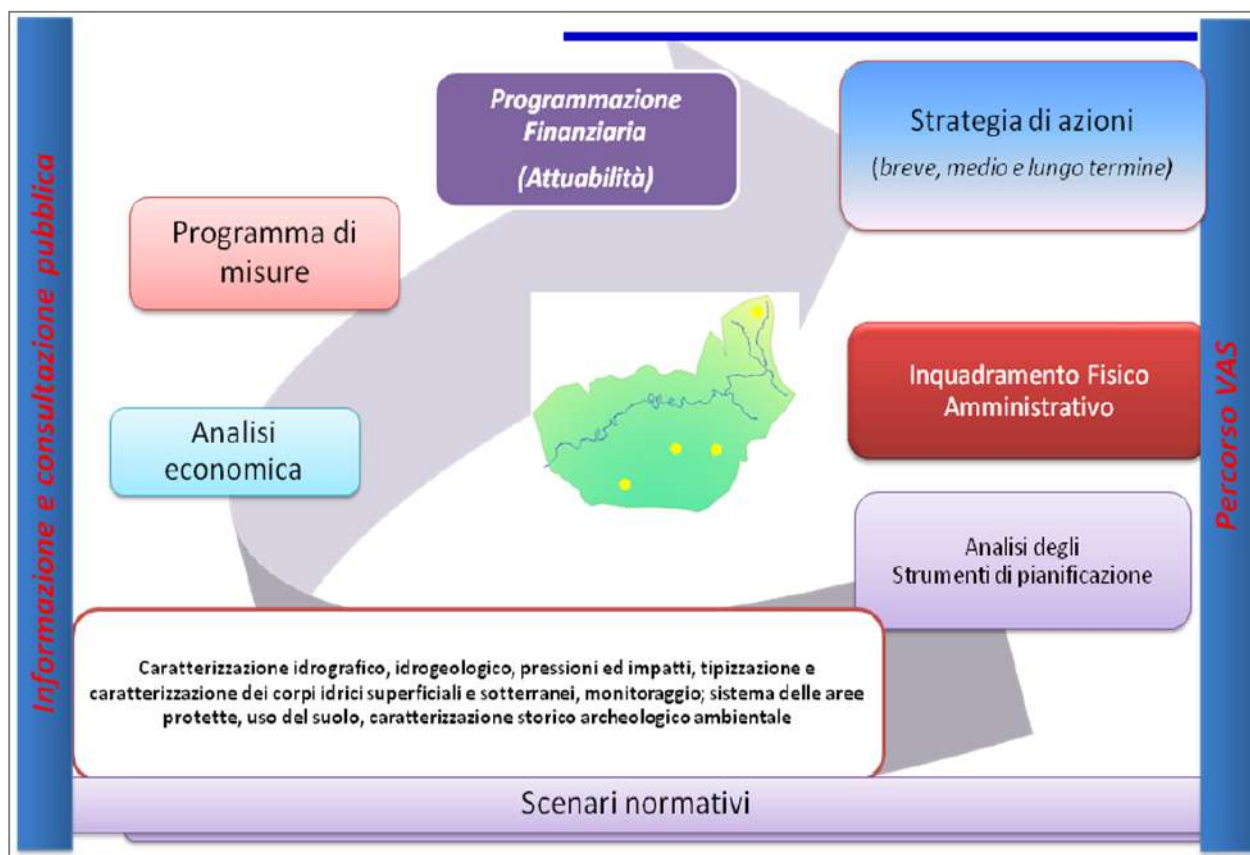 Informazione e consultazione pubblica
Programmazione
Finanziaria
(Attuabilità)
Strategia di azioni
(breve, medio e lungo termine)
Programma di
misure
Inquadramento Fisico
Amministrativo
Analisi
economica
Analisi degli
Strumenti di pianificazione
Caratterizzazione idrografico, idrogeologico, pressioni ed impatti, tipizzazione e
caratterizzazione dei corpi idrici superficiali e sotterranei, monitoraggio; sistema delle aree
protette, uso del suolo, caratterizzazione storico archeologico ambientale
Scenari normativi
Percorso VAS